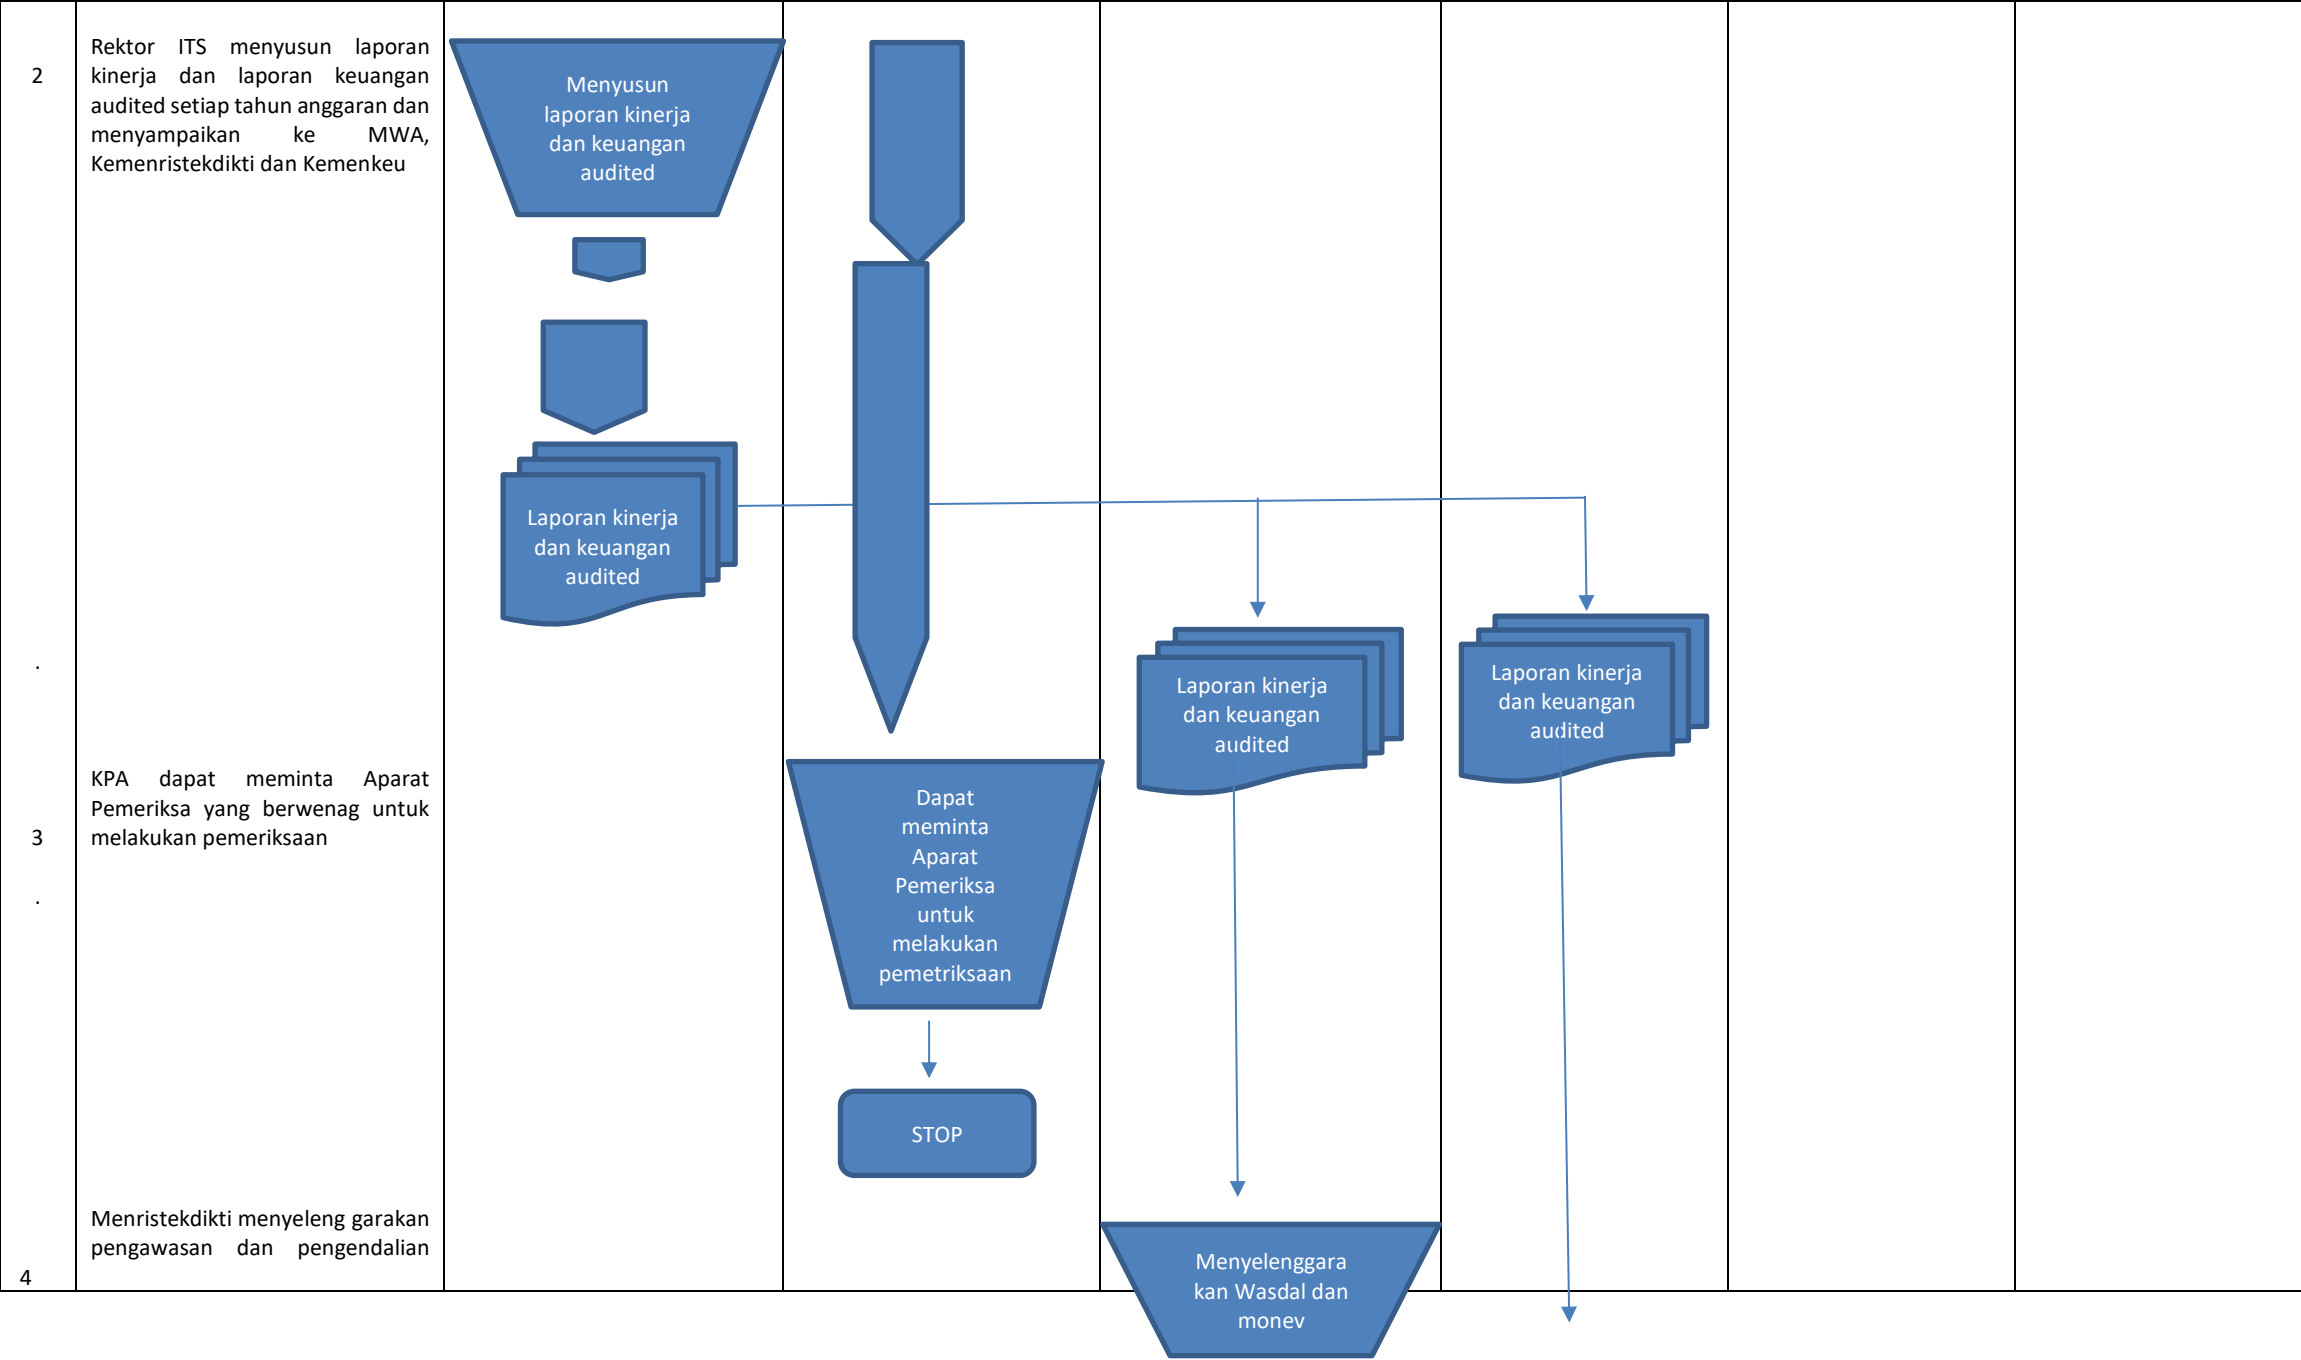 2
Rektor ITS menyusun laporan
kinerja dan laporan keuangan
audited setiap tahun anggaran dan
menyampaikan ke MWA,
Kemenristekdikti dan Kemenkeu
Menyusun
laporan kinerja
dan keuangan
audited
Laporan kinerja
dan keuangan
audited
Laporan kinerja
dan keuangan
audited
Laporan kinerja
dan keuangan
audited
.
3
.
KPA dapat meminta Aparat
Pemeriksa yang berwenag untuk
melakukan pemeriksaan
Dapat
meminta
Aparat
Pemeriksa
untuk
melakukan
pemetriksaan
STOP
4
Menristekdikti menyeleng garakan
pengawasan dan pengendalian
Menyelenggara
kan Wasdal dan
monev